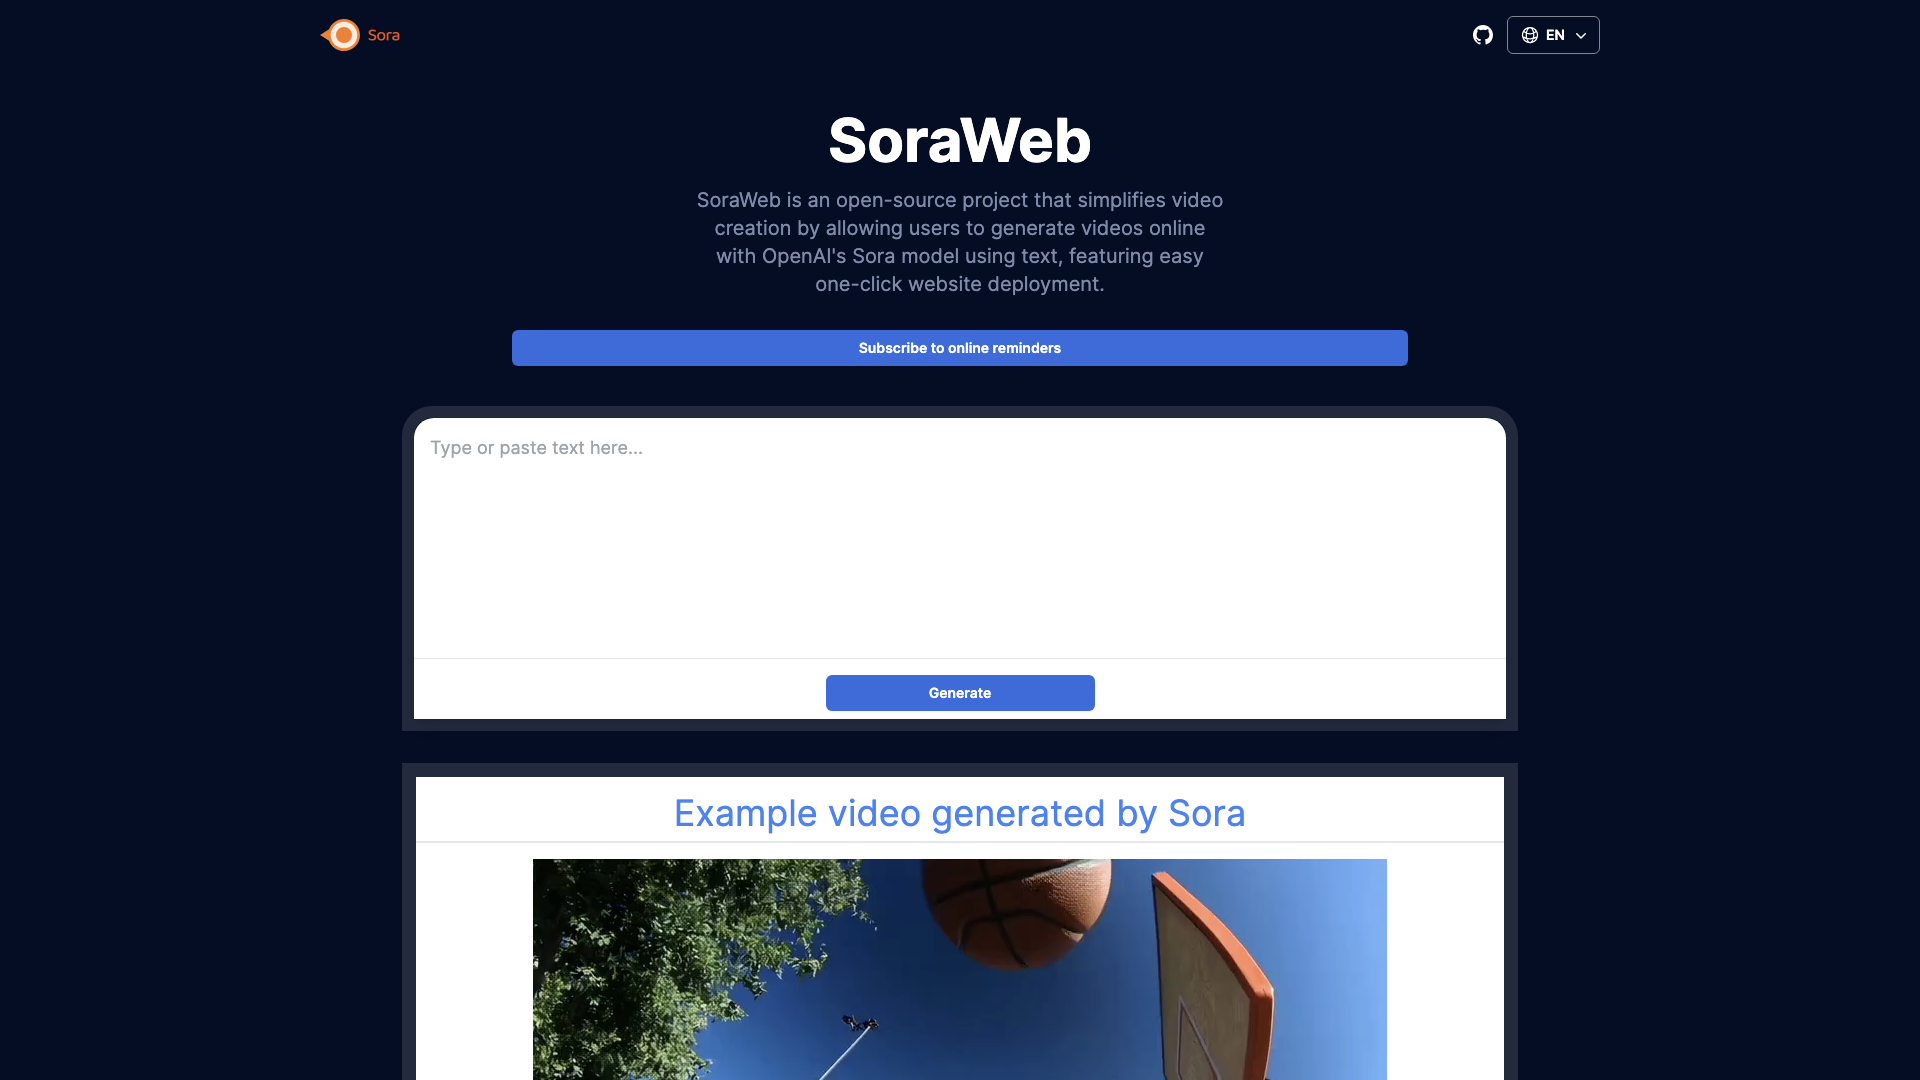 Sora
EN
SoraWeb
SoraWeb is an open-source project that simplifies video
creation by allowing users to generate videos online
with OpenAI's Sora model using text, featuring easy
one-click website deployment.
Subscribe to online reminders
Type or paste text here...
Generate
Example video generated by Sora